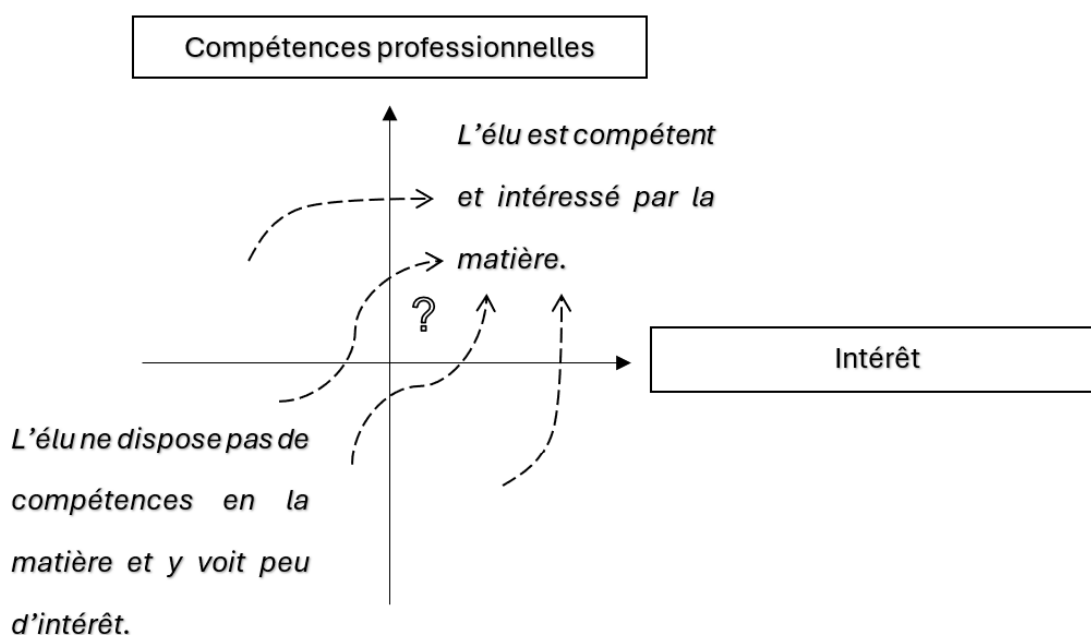 Compétences professionnelles
L'élu est compétent
et intéressé par la
matière.
?
Intérêt
L'élu ne dispose pas de
compétences en la
matière et y voit peu
d'intérêt.